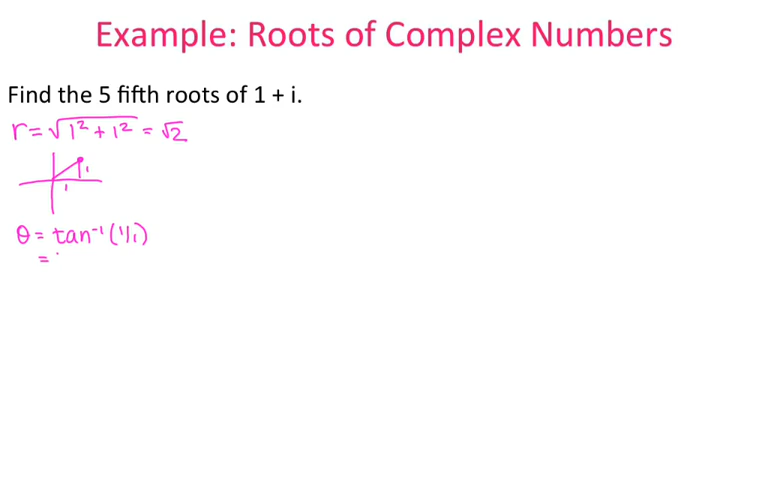 Example: Roots of Complex Numbers
Find the 5 fifth roots of 1 + i.
r = √1² + 1² = √2
1
1
θ = tan⁻¹ (1/1)
=